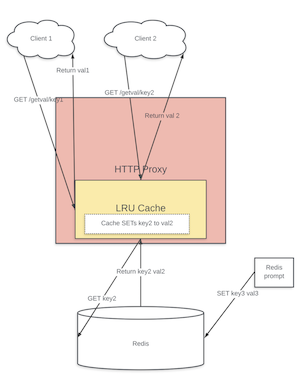 Client 1
Client 2
Return val1
GET /getval/key1
GET /getval/key2
Return val 2
HTTP Proxy
LRU Cache
Cache SETs key2 to val2
Return key2 val2
Redis
prompt
SET key3 val3
GET key2
Redis